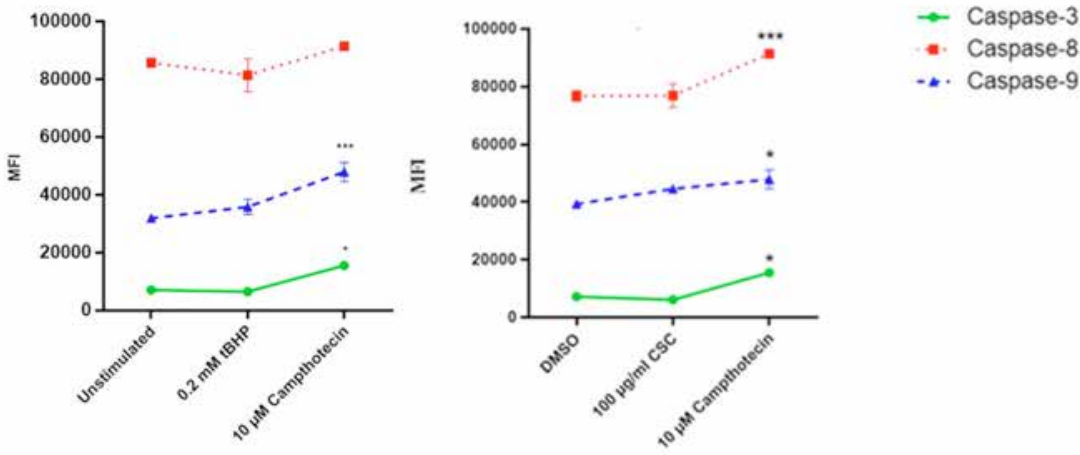 100000
80000
60000
40000
20000
0
MFI
***
*
Unstimulated
0.2 mM tBHP
10 µM Campthotecin
100000
80000
60000
40000
20000
0
MFI
***
*
*
DMSO
100 µg/ml CSC
10 µM Campthotecin
Caspase-3
Caspase-8
Caspase-9